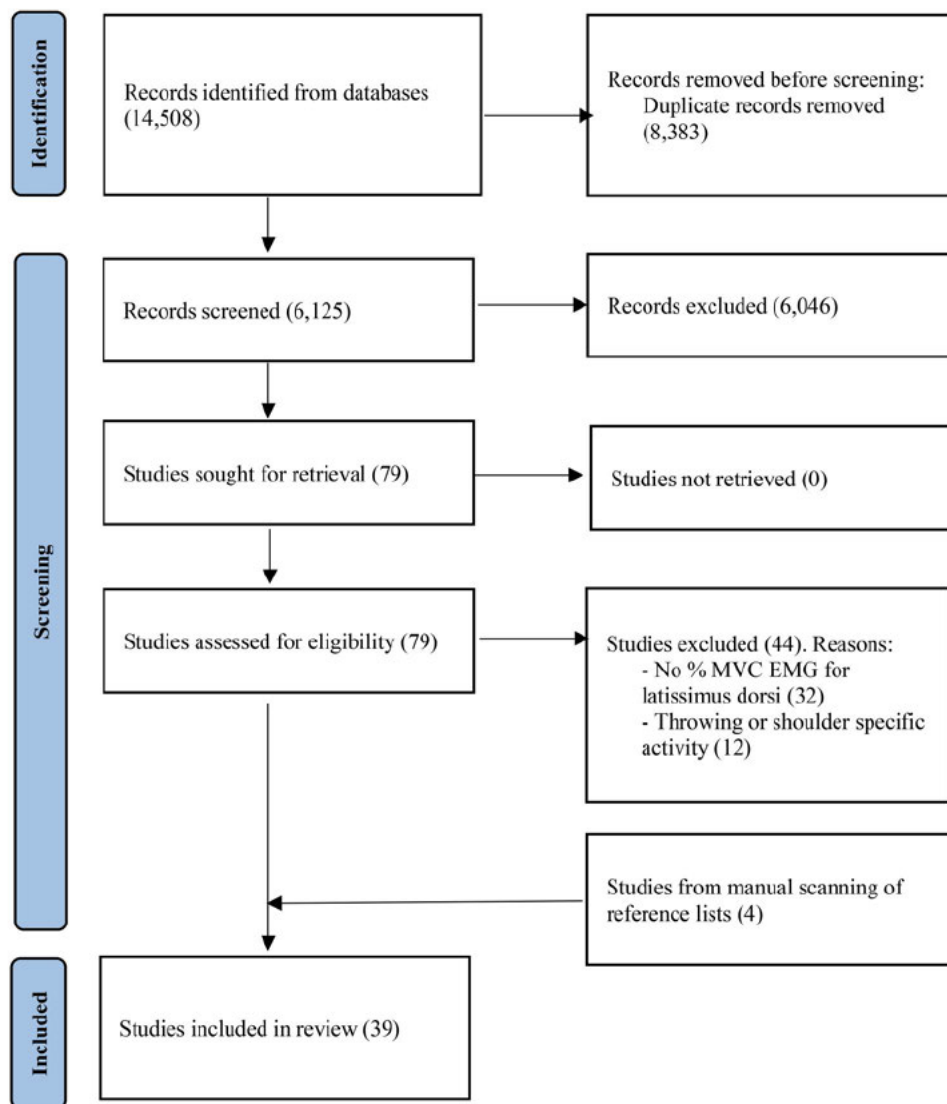 Identification
Records identified from databases
(14,508)
Records removed before screening:
Duplicate records removed
(8,383)
Screening
Records screened (6,125)
Records excluded (6,046)
Studies sought for retrieval (79)
Studies not retrieved (0)
Studies assessed for eligibility (79)
Studies excluded (44). Reasons:
- No % MVC EMG for
latissimus dorsi (32)
- Throwing or shoulder specific
activity (12)
Studies from manual scanning of
reference lists (4)
Included
Studies included in review (39)